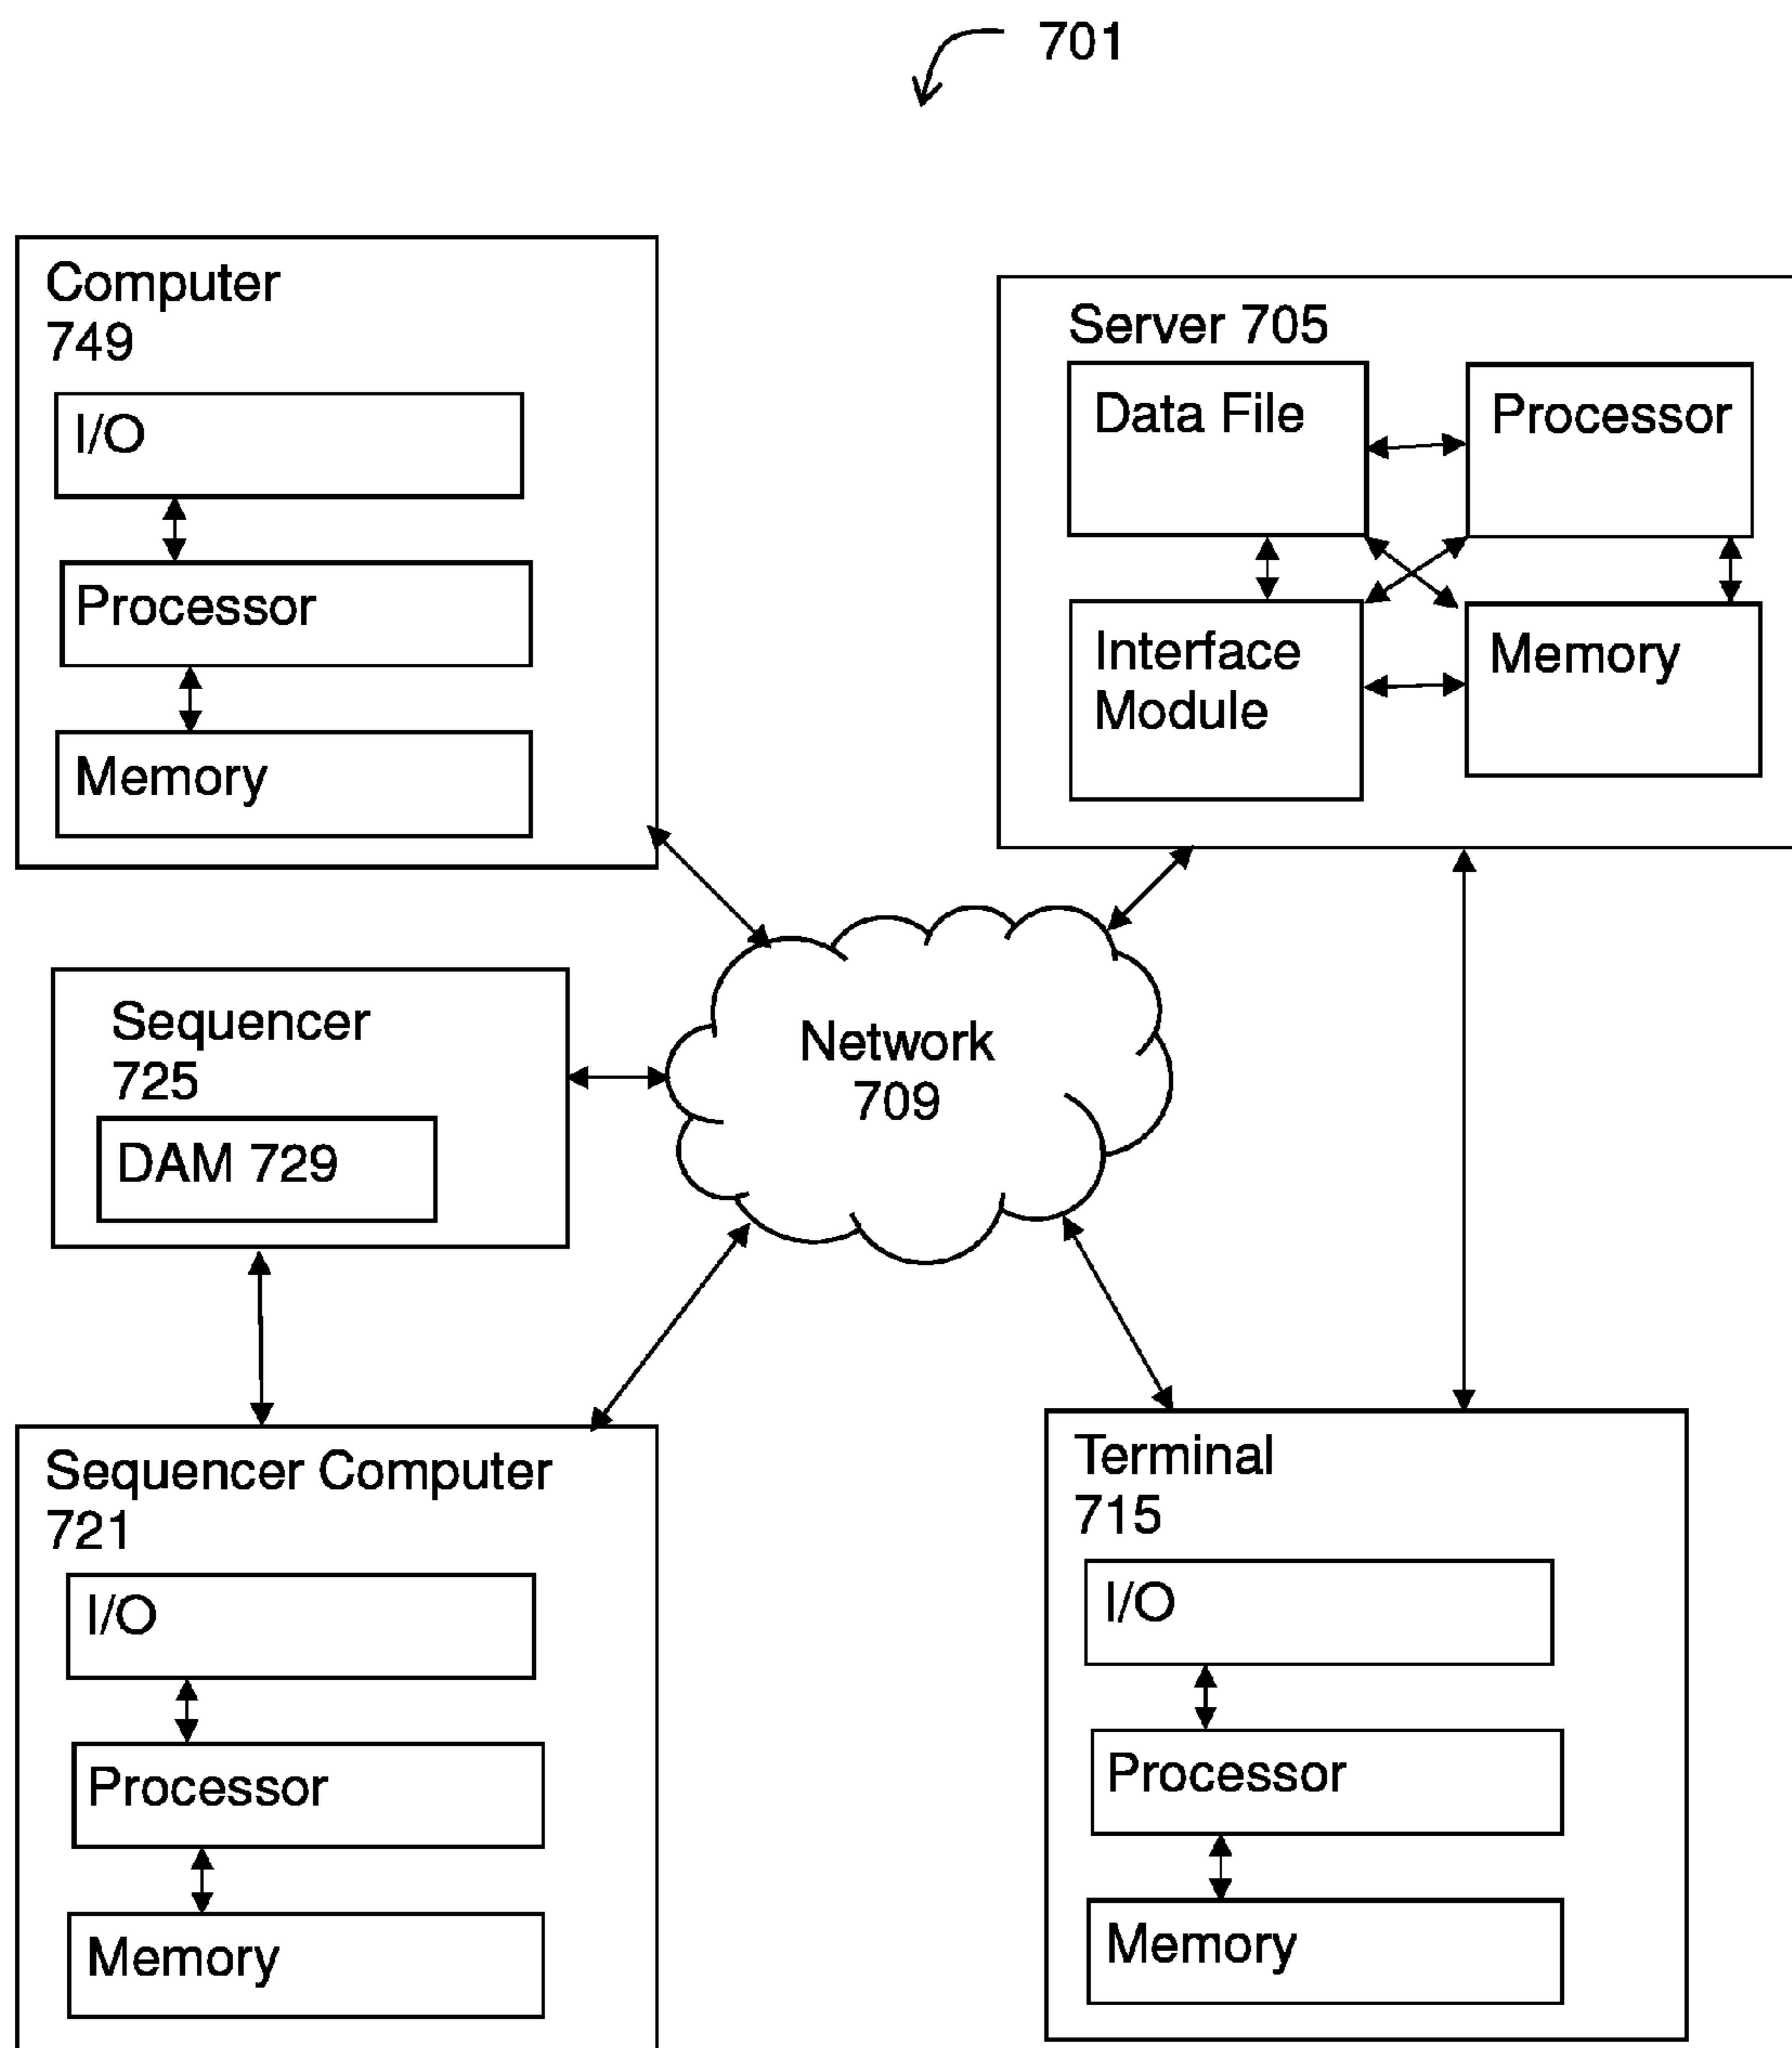 701
Computer
749
I/O
Processor
Memory
Server 705
Data File
Processor
Interface
Module
Memory
Sequencer
725
DAM 729
Network
709
Sequencer Computer
721
I/O
Processor
Memory
Terminal
715
I/O
Processor
Memory